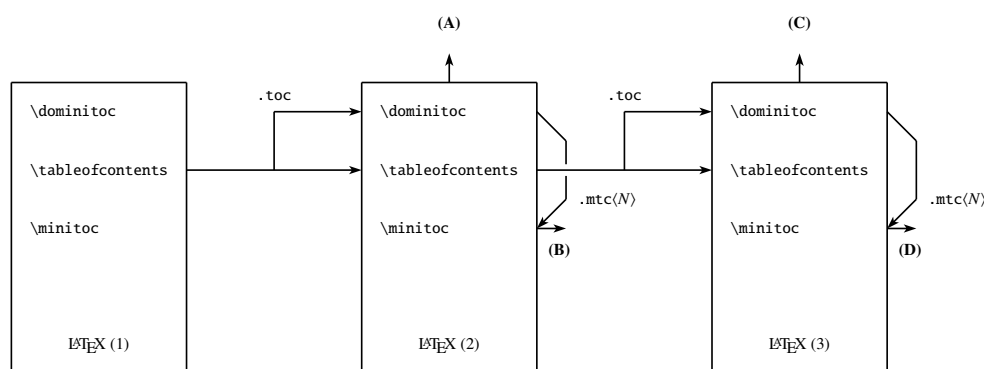 (A) (C)
.toc .toc
\dominitoc \dominitoc \dominitoc
\tableofcontents \tableofcontents \tableofcontents
.mtc⟨N⟩ .mtc⟨N⟩
\minitoc \minitoc \minitoc
(B) (D)
LATEX (1) LATEX (2) LATEX (3)